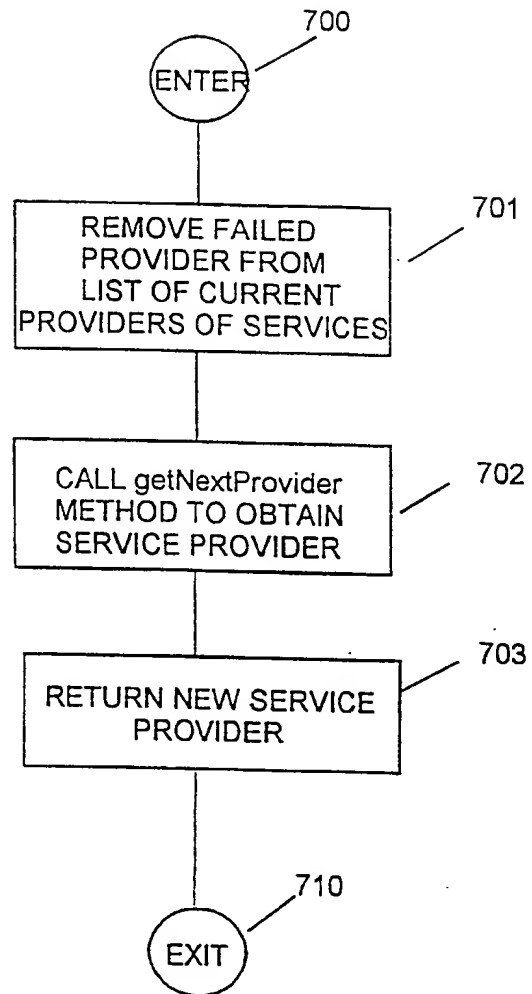 700
ENTER
701
REMOVE FAILED
PROVIDER FROM
LIST OF CURRENT
PROVIDERS OF SERVICES
702
CALL getNextProvider
METHOD TO OBTAIN
SERVICE PROVIDER
703
RETURN NEW SERVICE
PROVIDER
710
EXIT